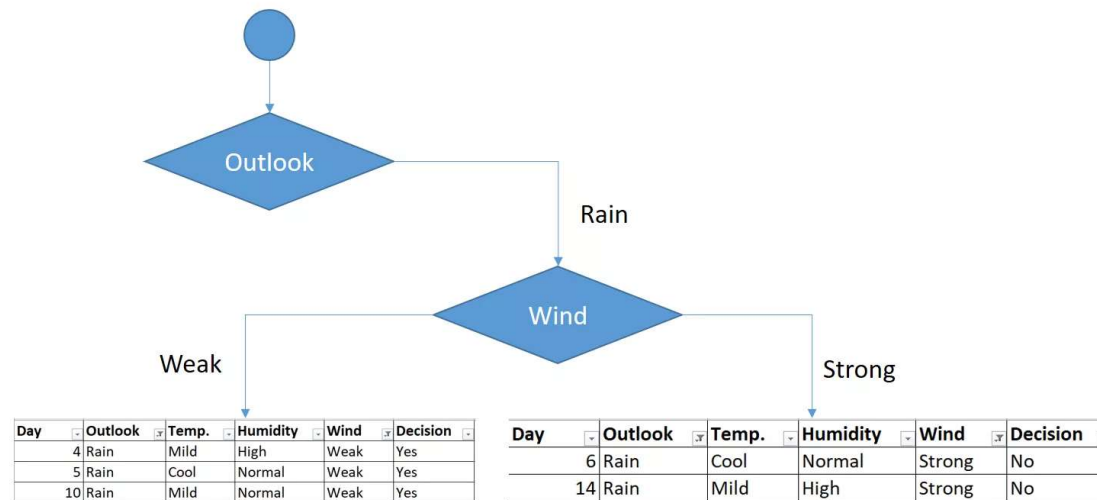 Outlook
Rain
Wind
Weak
Strong
Day Outlook Temp. Humidity Wind Decision
4 Rain Mild High Weak Yes
5 Rain Cool Normal Weak Yes
10 Rain Mild Normal Weak Yes
Day Outlook Temp. Humidity Wind Decision
6 Rain Cool Normal Strong No
14 Rain Mild High Strong No